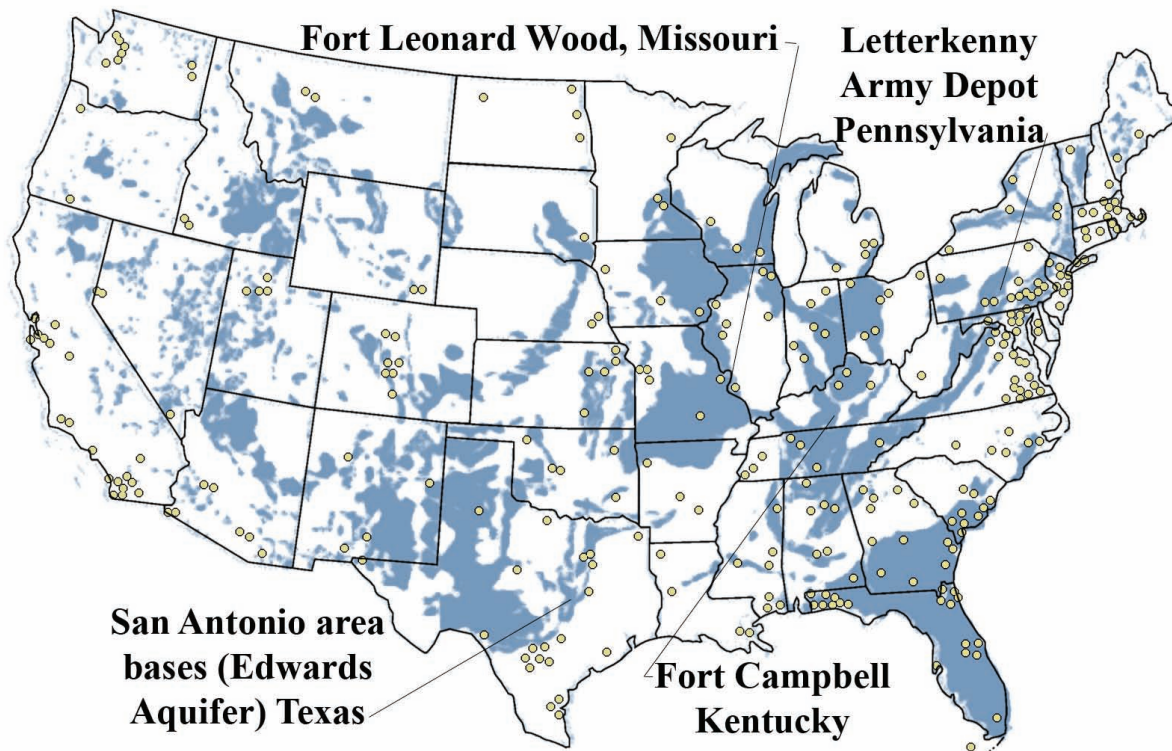 Fort Leonard Wood, Missouri
Letterkenny
Army Depot
Pennsylvania
San Antonio area
bases (Edwards
Aquifer) Texas
Fort Campbell
Kentucky